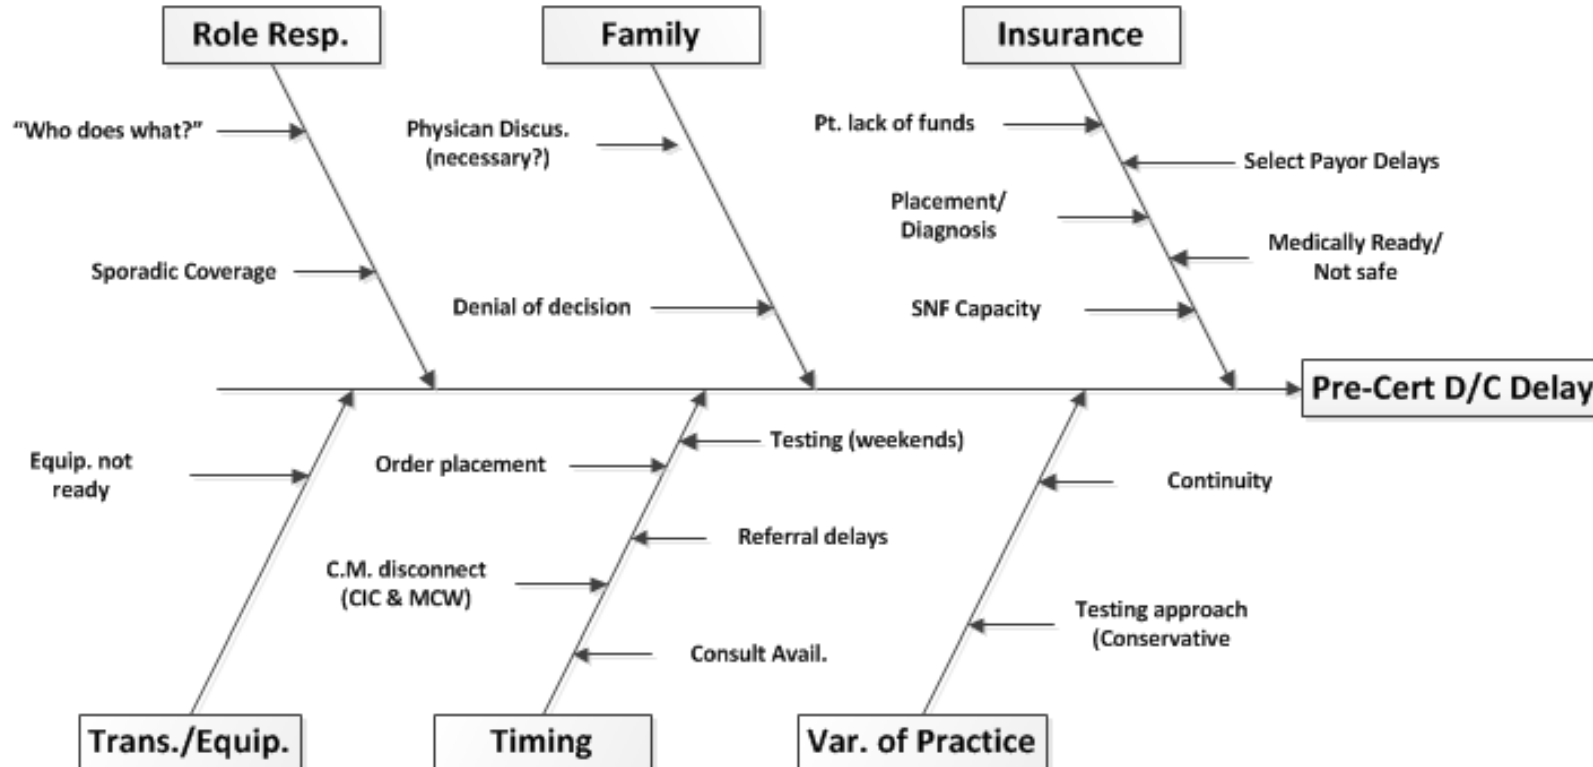 Role Resp.
Family
Insurance
“Who does what?”
Sporadic Coverage
Physican Discus.
(necessary?)
Denial of decision
Pt. lack of funds
Select Payor Delays
Placement/
Diagnosis
Medically Ready/
Not safe
SNF Capacity
Pre-Cert D/C Delay
Equip. not
ready
Testing (weekends)
Order placement
Referral delays
C.M. disconnect
(CIC & MCW)
Consult Avail.
Continuity
Testing approach
(Conservative
Trans./Equip.
Timing
Var. of Practice